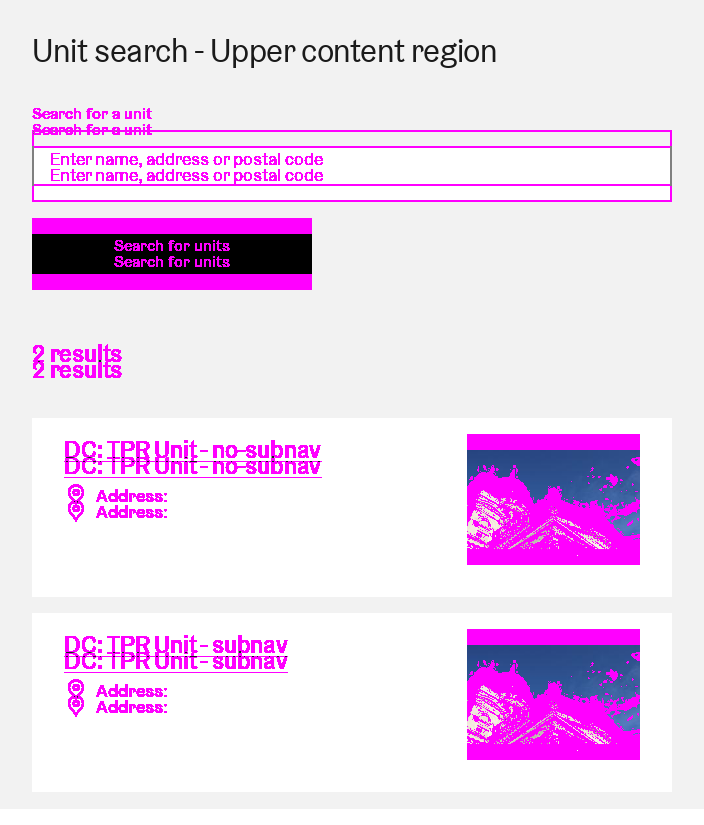 Unit search - Upper content region
Search for a unit
Search for a unit
Enter name, address or postal code
Enter name, address or postal code
Search for units
Search for units
2 results
2 results
DC: TPR Unit - no-subnav
DC: TPR Unit - no-subnav
Address:
Address:
DC: TPR Unit - subnav
DC: TPR Unit - subnav
Address:
Address: